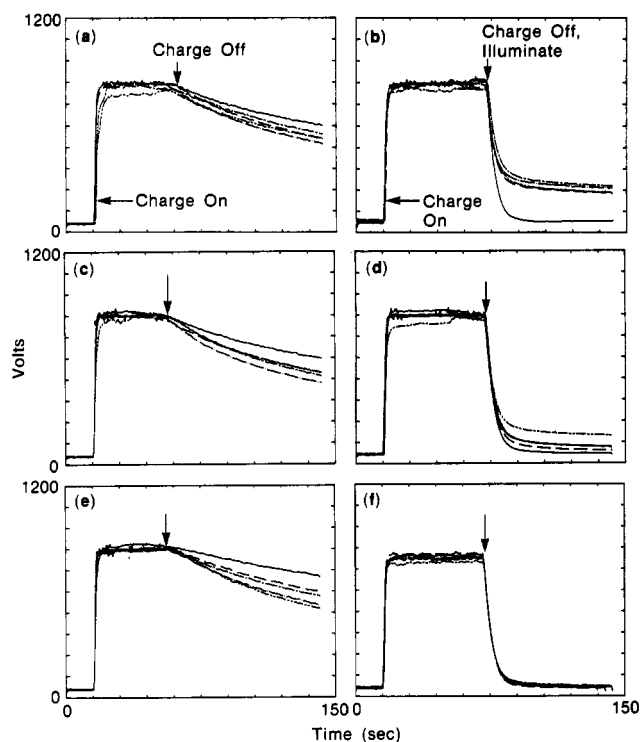 1200
(a)
Charge Off
Charge On
0
(b)
Charge Off,
Illuminate
Charge
On
1200
(c)
(d)
Volts
0
1200
(e)
(f)
0
0
150
0
150
Time (sec)